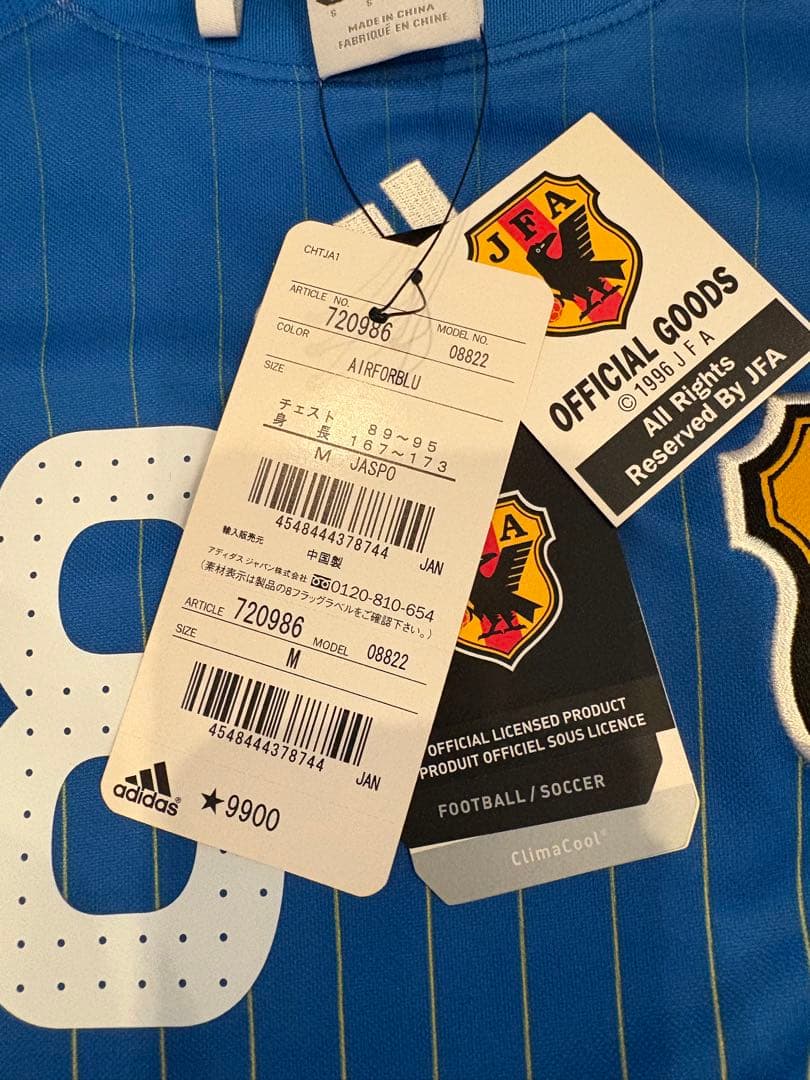 S S
MADE IN CHINA
FABRIQUÉ EN CHINE
JFA
OFFICIAL GOODS
© 1996 JFA
All Rights
Reserved By JFA
CHTJA1
ARTICLE NO.
720986
MODEL NO.
08822
COLOR
AIRFORBLU
SIZE
チェスト 89～95
身 長 167～173
M JASPO
4548444378744 JAN
輸入販売元 中国製
アディダス ジャパン株式会社 0120-810-654
(素材表示は製品の8フラッグラベルをご確認下さい。)
ARTICLE 720986
MODEL 08822
SIZE M
4548444378744 JAN
adidas®
★9900
A
OFFICIAL LICENSED PRODUCT
PRODUIT OFFICIEL SOUS LICENCE
FOOTBALL/SOCCER
ClimaCool®
8